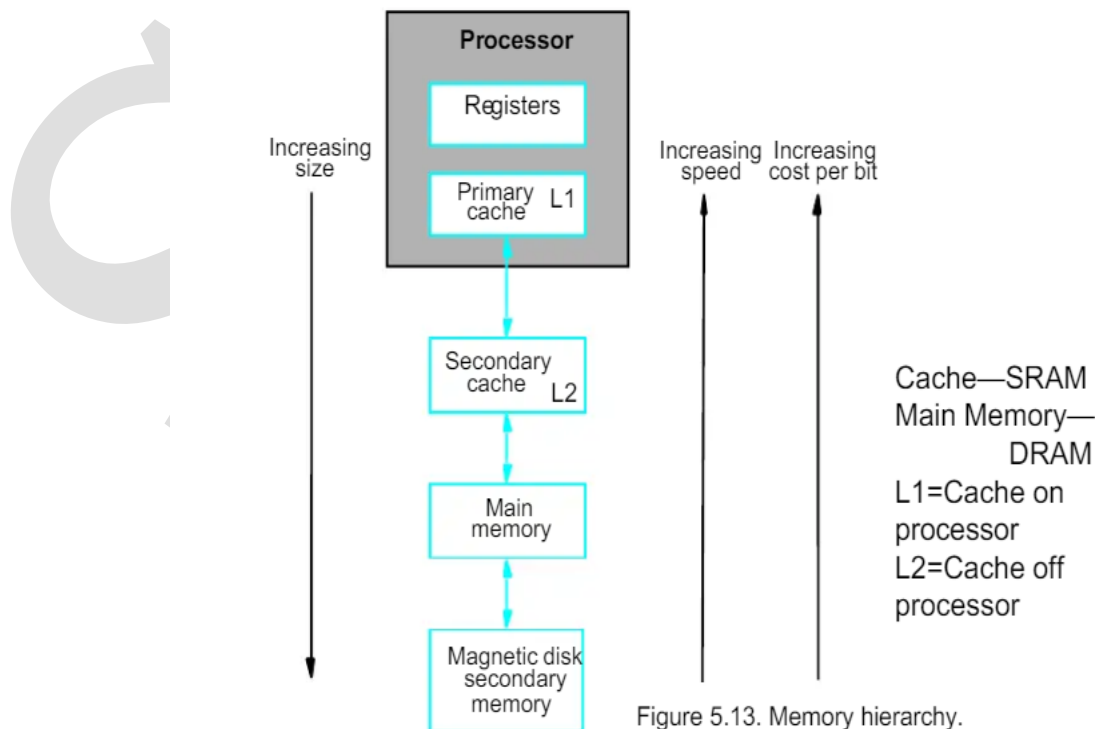 Processor
Registers
Increasing
size
Primary
cache L1
Increasing
speed
Increasing
cost per bit
Secondary
cache
L2
Main
memory
Magnetic disk
secondary
memory
Cache—SRAM
Main Memory—
DRAM
L1=Cache on
processor
L2=Cache off
processor
Figure 5.13. Memory hierarchy.